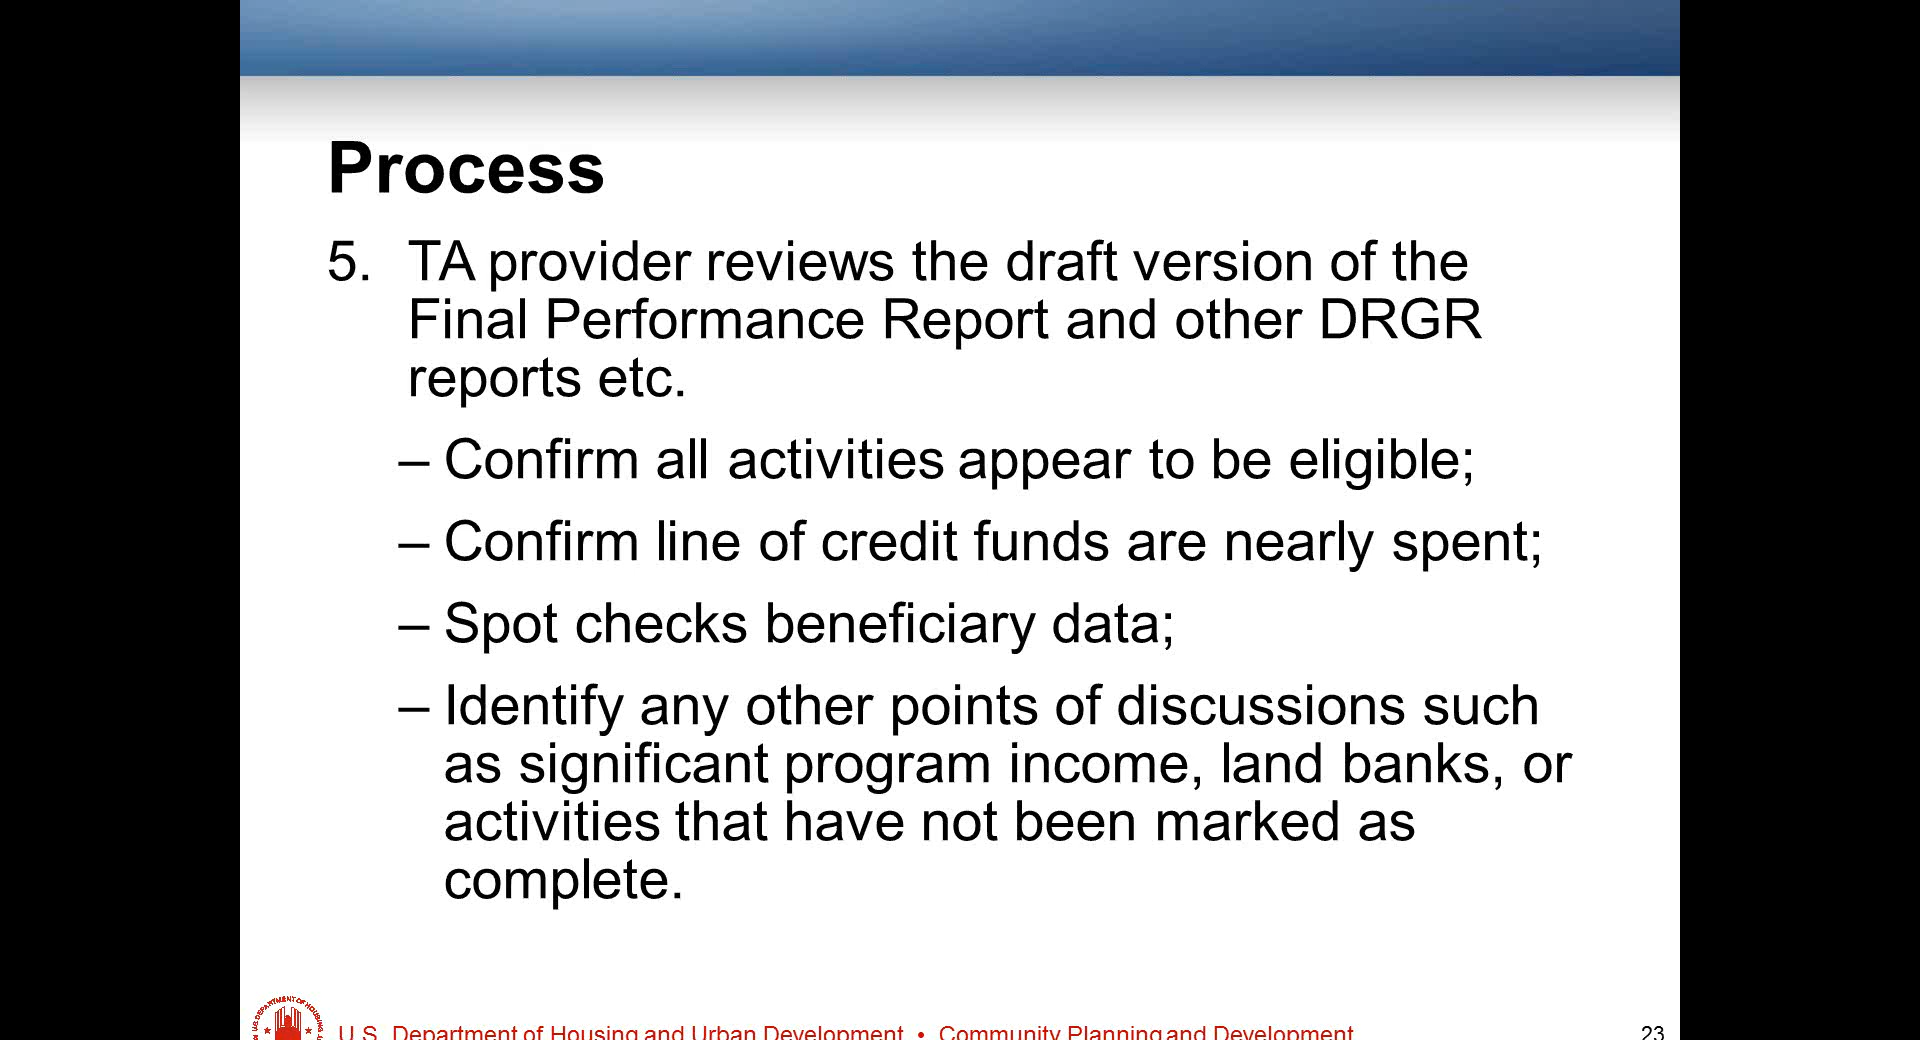 Process
5. TA provider reviews the draft version of the
Final Performance Report and other DRGR
reports etc.
– Confirm all activities appear to be eligible;
– Confirm line of credit funds are nearly spent;
– Spot checks beneficiary data;
– Identify any other points of discussions such
as significant program income, land banks, or
activities that have not been marked as
complete.
U.S. Department of Housing and Urban Development • Community Planning and Development
23